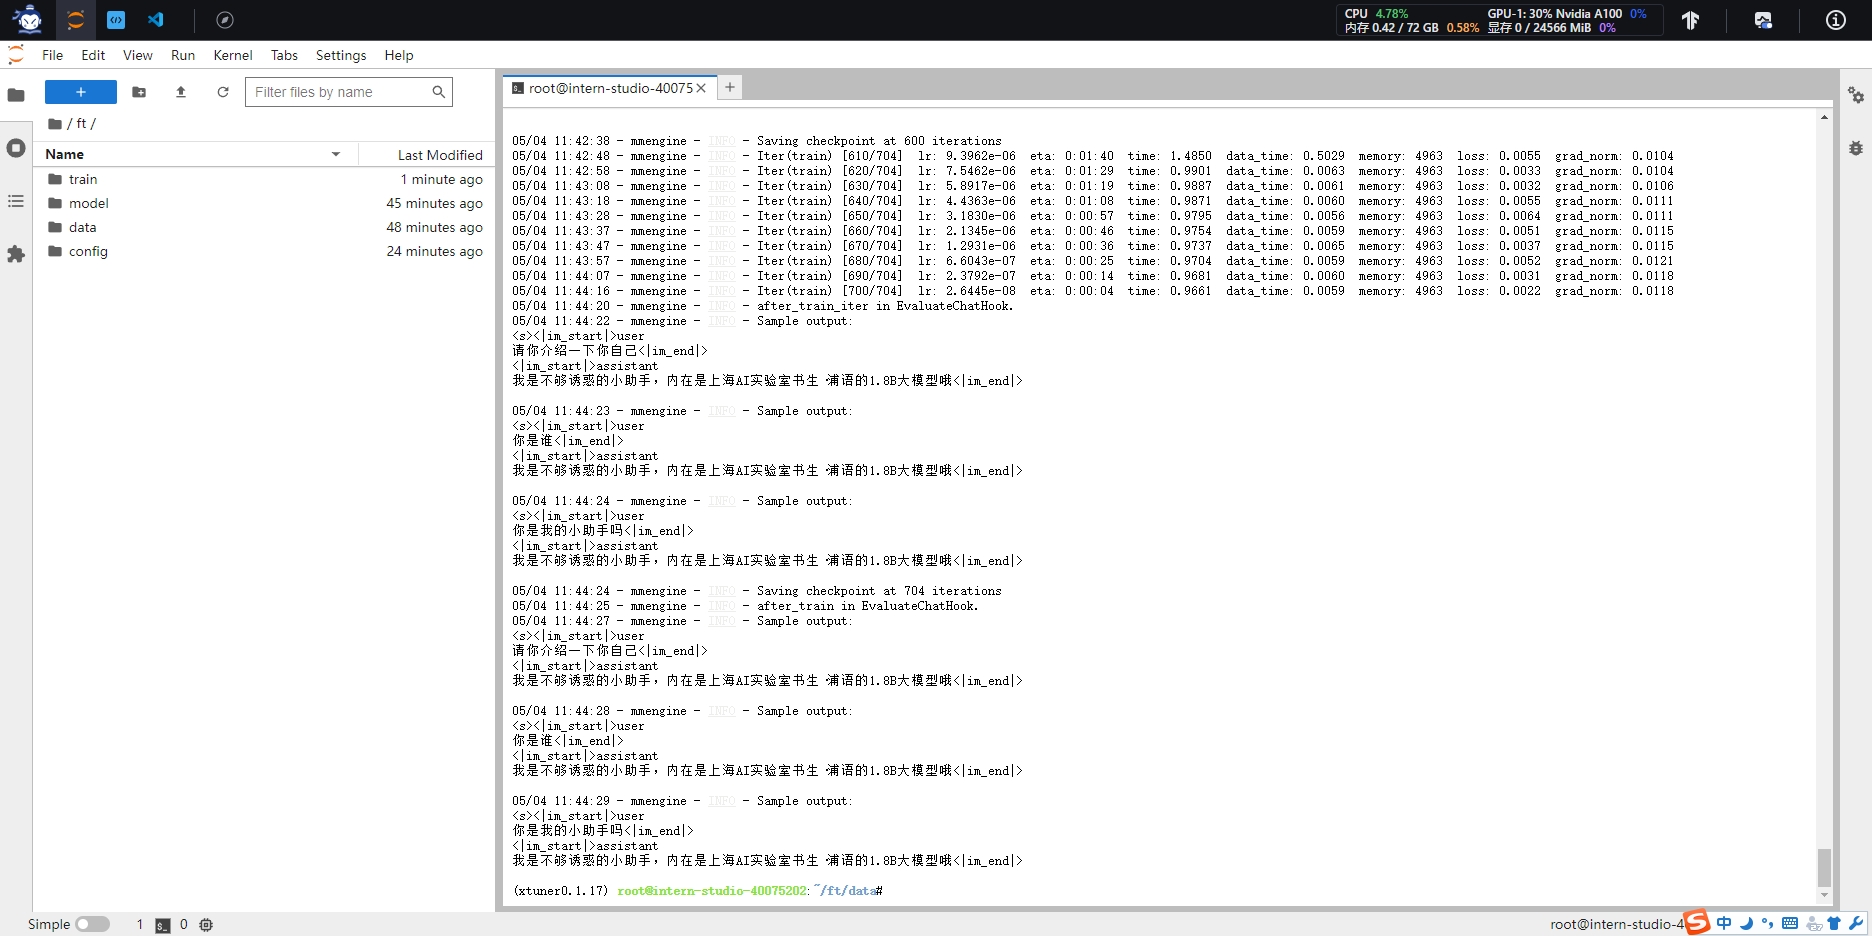 CPU 4.78% GPU-1: 30% Nvidia A100 0%
内存 0.42 / 72 GB 0.58% 显存 0 / 24566 MiB 0%
File Edit View Run Kernel Tabs Settings Help
+ Filter files by name
/ ft /
Name Last Modified
train 1 minute ago
model 45 minutes ago
data 48 minutes ago
config 24 minutes ago
root@intern-studio-40075 × +
05/04 11:42:38 - mmengine - INFO - Saving checkpoint at 600 iterations
05/04 11:42:48 - mmengine - INFO - Iter(train) [610/704] lr: 9.3962e-06 eta: 0:01:40 time: 1.4850 data_time: 0.5029 memory: 4963 loss: 0.0055 grad_norm: 0.0104
05/04 11:42:58 - mmengine - INFO - Iter(train) [620/704] lr: 7.5462e-06 eta: 0:01:29 time: 0.9901 data_time: 0.0063 memory: 4963 loss: 0.0033 grad_norm: 0.0104
05/04 11:43:08 - mmengine - INFO - Iter(train) [630/704] lr: 5.8917e-06 eta: 0:01:19 time: 0.9887 data_time: 0.0061 memory: 4963 loss: 0.0032 grad_norm: 0.0106
05/04 11:43:18 - mmengine - INFO - Iter(train) [640/704] lr: 4.4363e-06 eta: 0:01:08 time: 0.9871 data_time: 0.0060 memory: 4963 loss: 0.0055 grad_norm: 0.0111
05/04 11:43:28 - mmengine - INFO - Iter(train) [650/704] lr: 3.1830e-06 eta: 0:00:57 time: 0.9795 data_time: 0.0056 memory: 4963 loss: 0.0064 grad_norm: 0.0111
05/04 11:43:37 - mmengine - INFO - Iter(train) [660/704] lr: 2.1345e-06 eta: 0:00:46 time: 0.9754 data_time: 0.0059 memory: 4963 loss: 0.0051 grad_norm: 0.0115
05/04 11:43:47 - mmengine - INFO - Iter(train) [670/704] lr: 1.2931e-06 eta: 0:00:36 time: 0.9737 data_time: 0.0065 memory: 4963 loss: 0.0037 grad_norm: 0.0115
05/04 11:43:57 - mmengine - INFO - Iter(train) [680/704] lr: 6.6043e-07 eta: 0:00:25 time: 0.9704 data_time: 0.0059 memory: 4963 loss: 0.0052 grad_norm: 0.0121
05/04 11:44:07 - mmengine - INFO - Iter(train) [690/704] lr: 2.3792e-07 eta: 0:00:14 time: 0.9681 data_time: 0.0060 memory: 4963 loss: 0.0031 grad_norm: 0.0118
05/04 11:44:16 - mmengine - INFO - Iter(train) [700/704] lr: 2.6445e-08 eta: 0:00:04 time: 0.9661 data_time: 0.0059 memory: 4963 loss: 0.0022 grad_norm: 0.0118
05/04 11:44:20 - mmengine - INFO - after_train_iter in EvaluateChatHook.
05/04 11:44:22 - mmengine - INFO - Sample output:
<s><|im_start|>user
请你介绍一下你自己<|im_end|>
<|im_start|>assistant
我是不够诱惑的小助手，内在是上海AI实验室书生·浦语的1.8B大模型哦<|im_end|>
05/04 11:44:23 - mmengine - INFO - Sample output:
<s><|im_start|>user
你是谁<|im_end|>
<|im_start|>assistant
我是不够诱惑的小助手，内在是上海AI实验室书生·浦语的1.8B大模型哦<|im_end|>
05/04 11:44:24 - mmengine - INFO - Sample output:
<s><|im_start|>user
你是我的小助手吗<|im_end|>
<|im_start|>assistant
我是不够诱惑的小助手，内在是上海AI实验室书生·浦语的1.8B大模型哦<|im_end|>
05/04 11:44:24 - mmengine - INFO - Saving checkpoint at 704 iterations
05/04 11:44:25 - mmengine - INFO - after_train in EvaluateChatHook.
05/04 11:44:27 - mmengine - INFO - Sample output:
<s><|im_start|>user
请你介绍一下你自己<|im_end|>
<|im_start|>assistant
我是不够诱惑的小助手，内在是上海AI实验室书生·浦语的1.8B大模型哦<|im_end|>
05/04 11:44:28 - mmengine - INFO - Sample output:
<s><|im_start|>user
你是谁<|im_end|>
<|im_start|>assistant
我是不够诱惑的小助手，内在是上海AI实验室书生·浦语的1.8B大模型哦<|im_end|>
05/04 11:44:29 - mmengine - INFO - Sample output:
<s><|im_start|>user
你是我的小助手吗<|im_end|>
<|im_start|>assistant
我是不够诱惑的小助手，内在是上海AI实验室书生·浦语的1.8B大模型哦<|im_end|>
(xtuner0.1.17) root@intern-studio-40075202:~/ft/data#
Simple 1 0 root@intern-studio-4 中